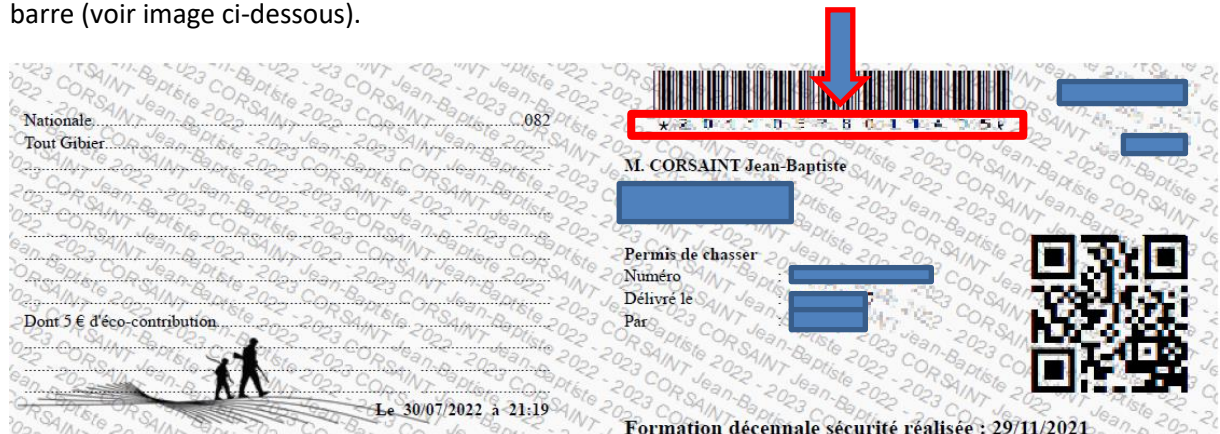 barre (voir image ci-dessous).
Nationale 082
Tout Gibier
Dont 5 € d'éco-contribution
Le 30/07/2022 à 21:19
M. CORSAINT Jean-Baptiste
Permis de chasser
Numéro :
Délivré le :
Par :
Formation décennale sécurité réalisée : 29/11/2021